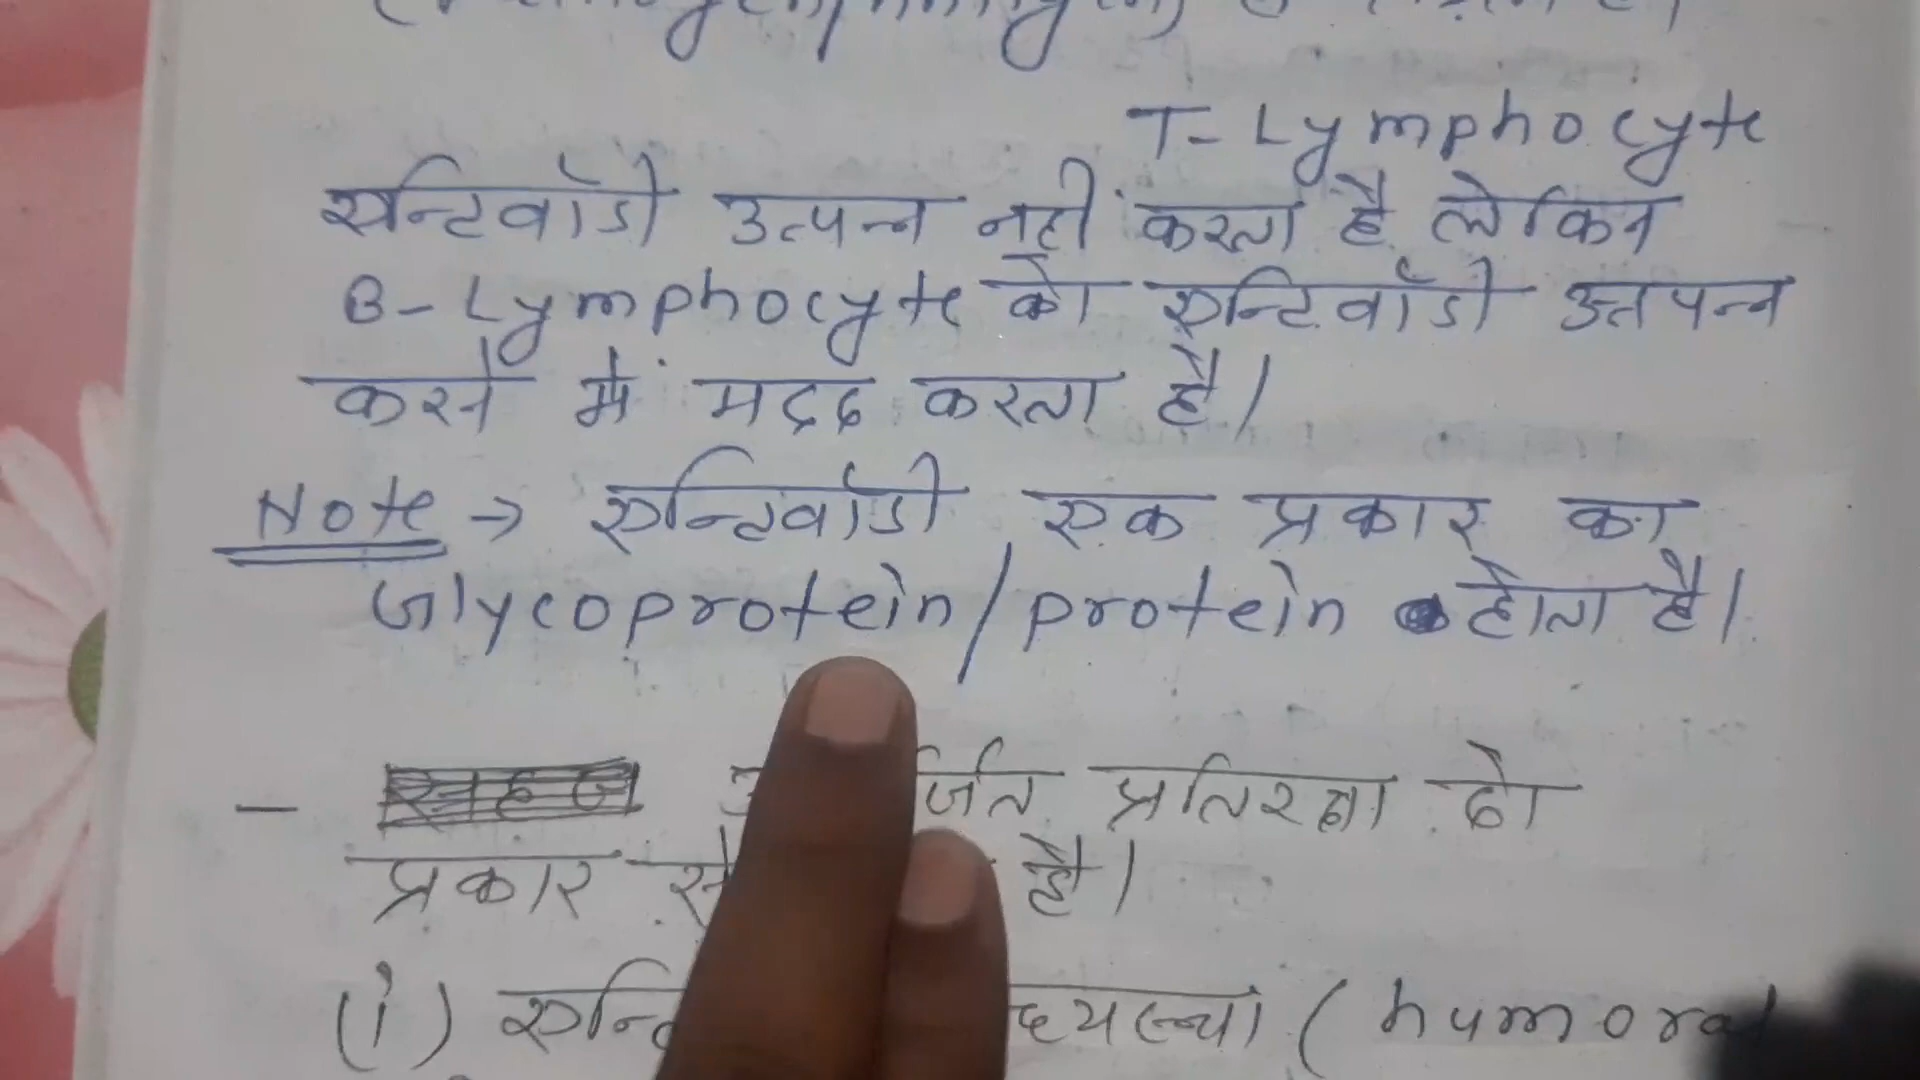 T- Lymphocyte
एन्टिबॉडी उत्पन्न नही करता है लेकिन
B- Lymphocyte को एन्टिबॉडी उत्तपन्न
करने में मदद करता है।
Note → एन्टिबॉडी एक प्रकार का
Glycoprotein/protein होता है।
- प्रतिरक्षा दो
प्रकार है।
(i) (humoral